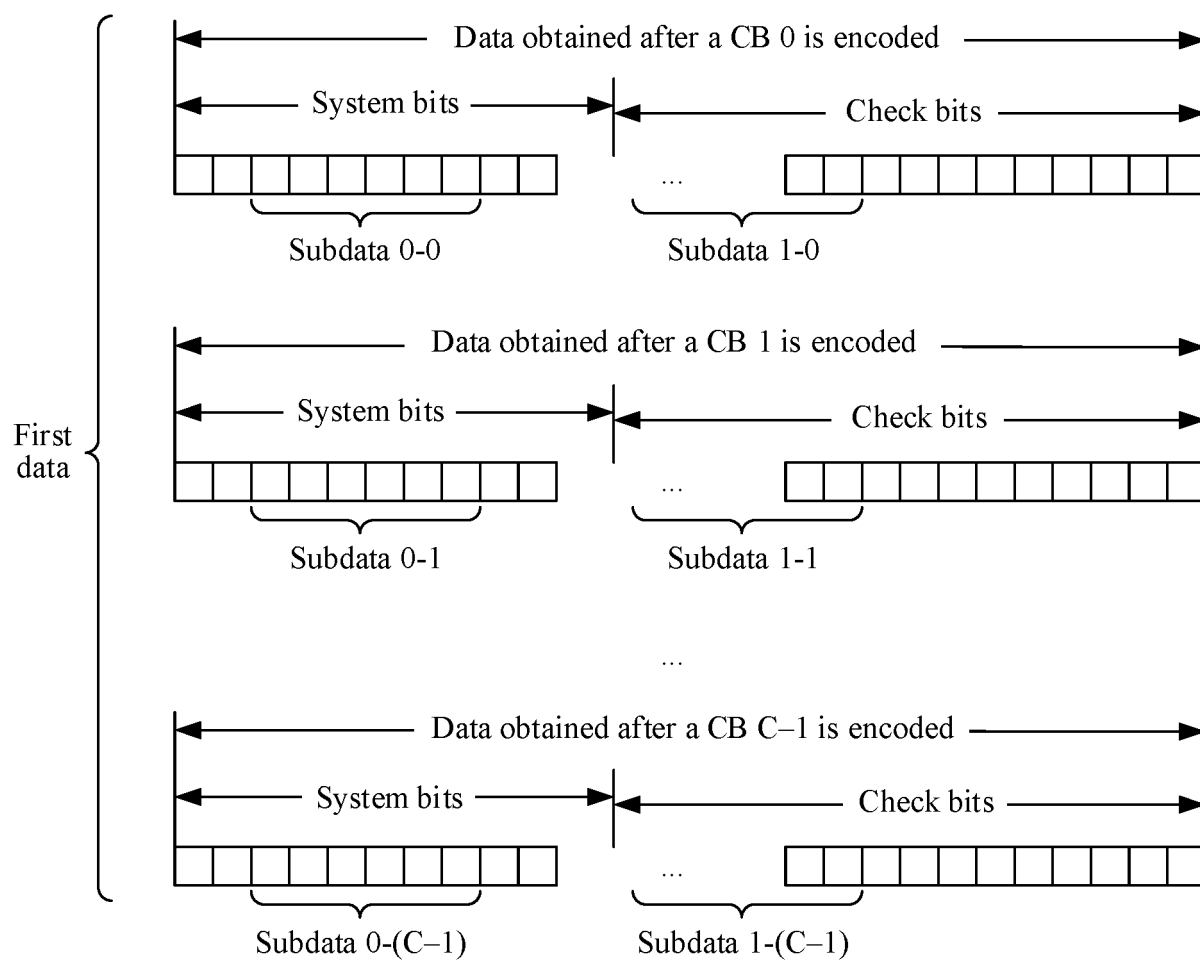 Data obtained after a CB 0 is encoded
System bits
Check bits
...
Subdata 0-0
Subdata 1-0
Data obtained after a CB 1 is encoded
System bits
Check bits
First
data
...
Subdata 0-1
Subdata 1-1
...
Data obtained after a CB C–1 is encoded
System bits
Check bits
...
Subdata 0-(C–1)
Subdata 1-(C–1)